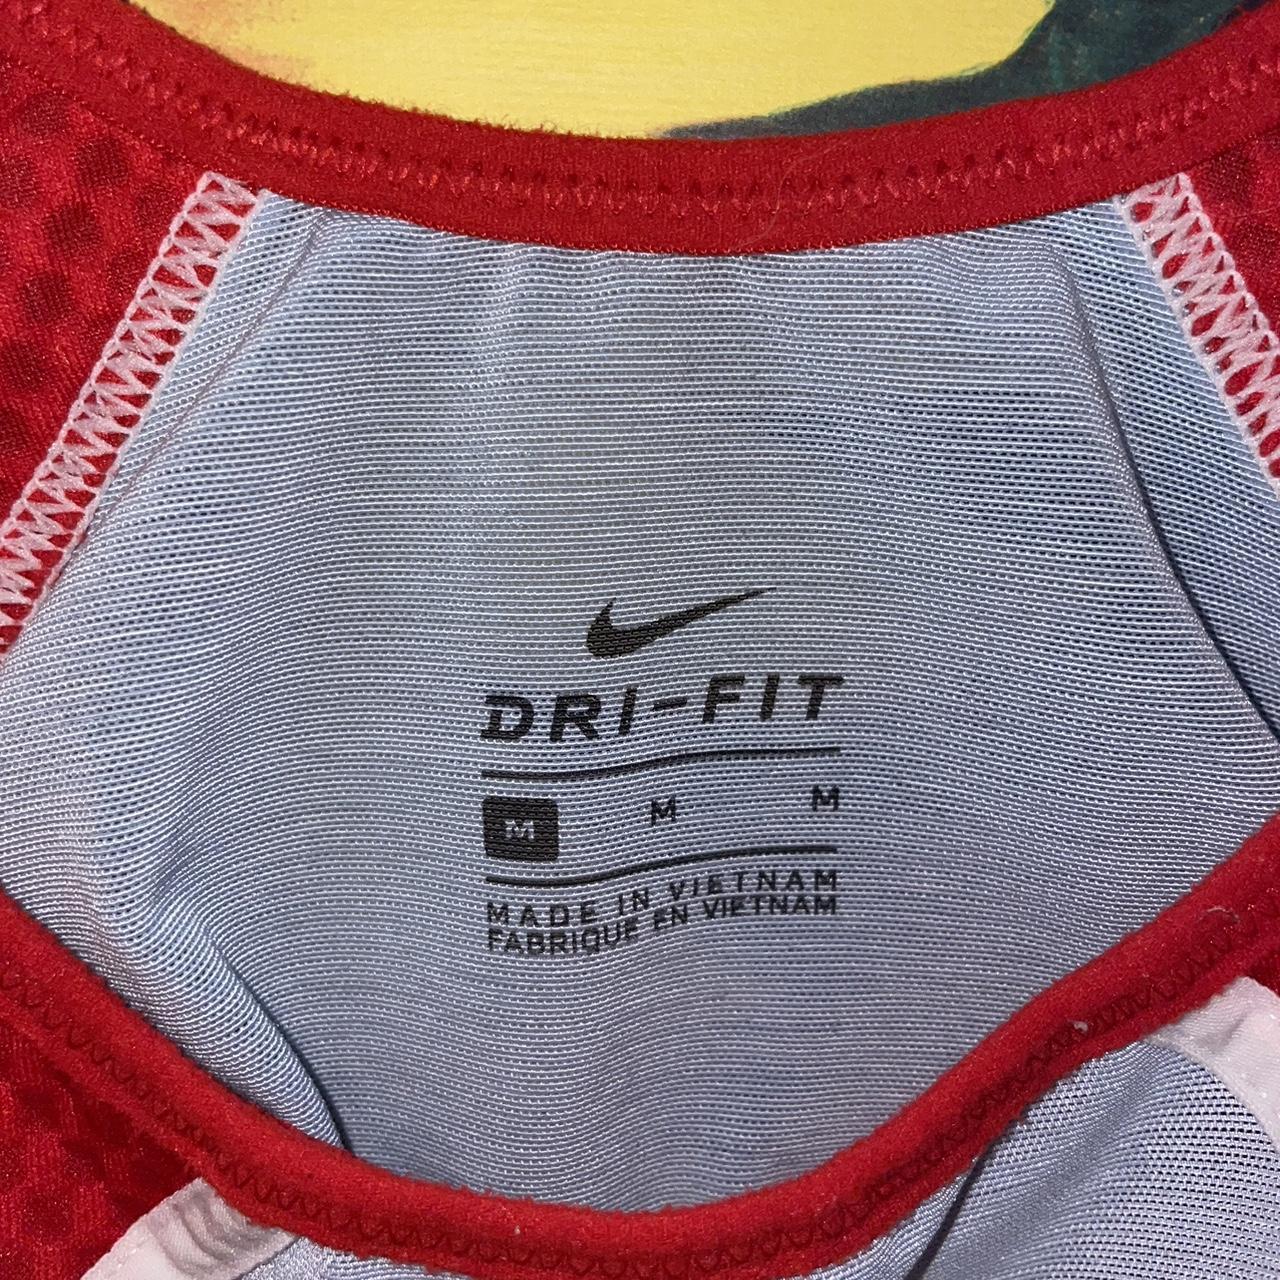 DRI-FIT
M M M
MADE IN VIETNAM
FABRIQUE EN VIETNAM